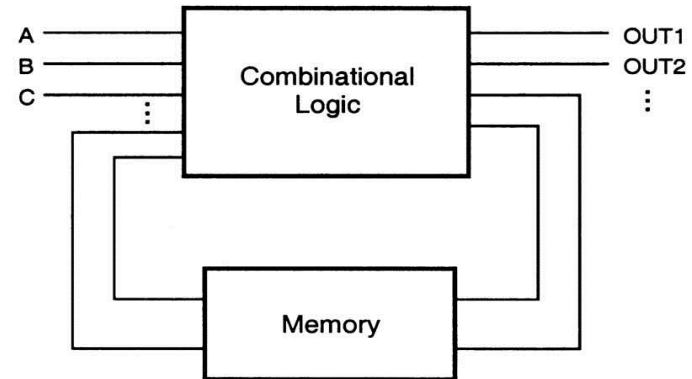 A
B
C
⋮
Combinational
Logic
OUT1
OUT2
⋮
Memory